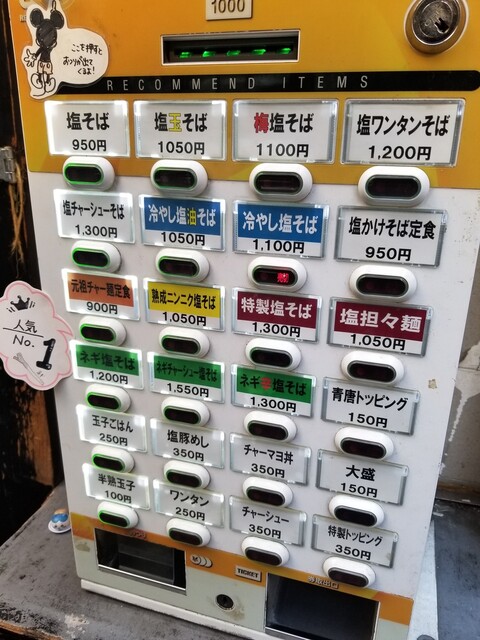 1000
ここを押すと
おつりが出て
くるよ!
RECOMMEND ITEMS
塩そば
950円
塩玉そば
1050円
梅塩そば
1100円
塩ワンタンそば
1,200円
塩チャーシューそば
1,300円
冷やし塩油そば
1050円
冷やし塩そば
1,100円
塩かけそば定食
950円
元祖チャー麺定食
900円
熟成ニンニク塩そば
1,050円
特製塩そば
1,300円
塩担々麺
1,050円
人気
No.1
ネギ塩そば
1,200円
ネギチャーシュー塩そば
1,550円
ネギ辛塩そば
1,300円
青唐トッピング
150円
玉子ごはん
250円
塩豚めし
350円
チャーマヨ丼
350円
大盛
150円
半熟玉子
100円
ワンタン
250円
チャーシュー
350円
特製トッピング
350円
TICKET